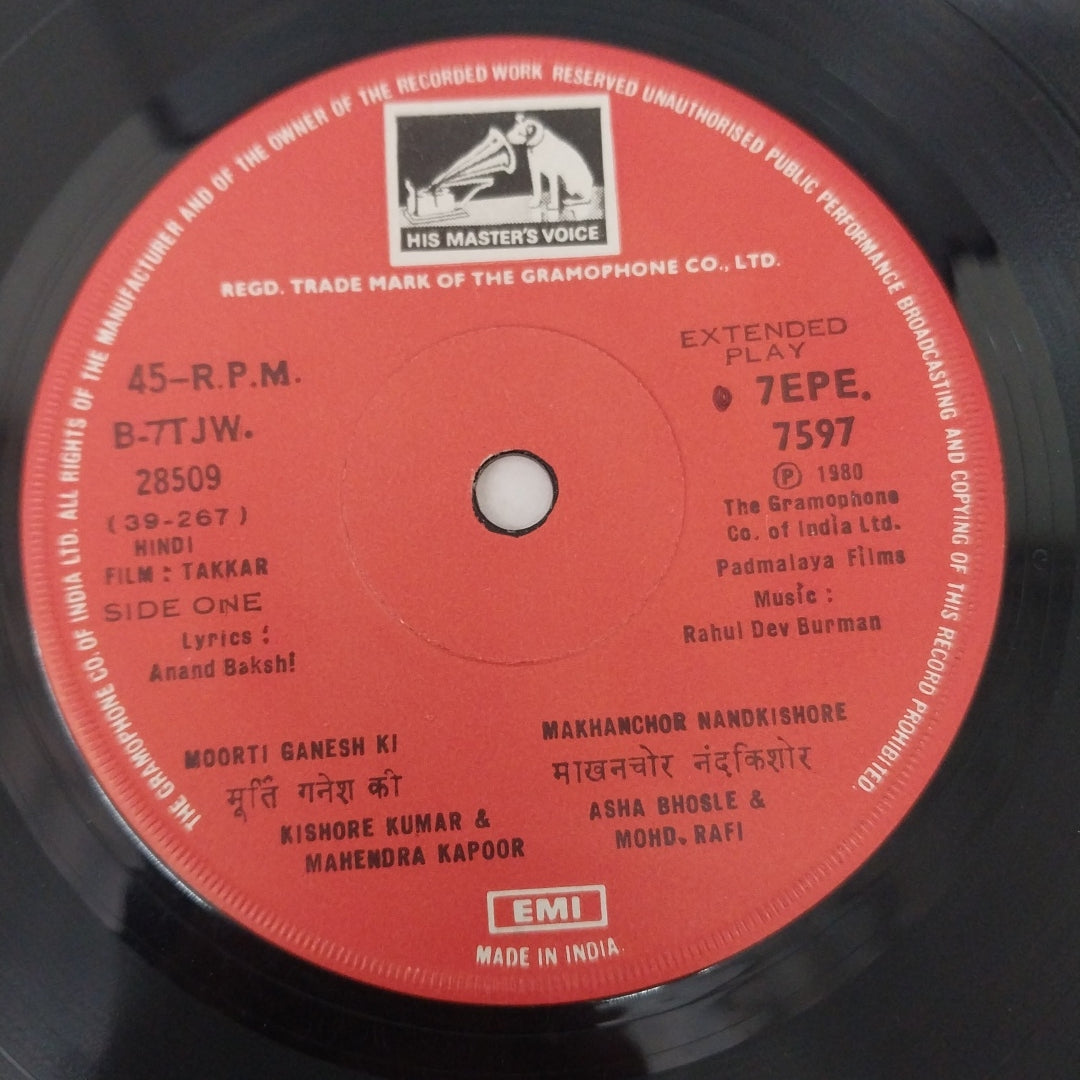 THE GRAMOPHONE CO. OF INDIA LTD. ALL RIGHTS OF THE MANUFACTURER AND OF THE OWNER OF THE RECORDED WORK RESERVED UNAUTHORISED PUBLIC PERFORMANCE BROADCASTING AND COPYING OF THIS RECORD PROHIBITED.
HIS MASTER'S VOICE
REGD. TRADE MARK OF THE GRAMOPHONE CO., LTD.
45-R.P.M.
B-7TJW.
28509
(39-267)
HINDI
FILM : TAKKAR
SIDE ONE
Lyrics :
Anand Bakshi
EXTENDED
PLAY
7EPE.
7597
℗ 1980
The Gramophone
Co. of India Ltd.
Padmalaya Films
Music :
Rahul Dev Burman
MOORTI GANESH KI
मूर्ति गनेश की
KISHORE KUMAR &
MAHENDRA KAPOOR
MAKHANCHOR NANDKISHORE
माखनचोर नंदकिशोर
ASHA BHOSLE &
MOHD. RAFI
EMI
MADE IN INDIA.